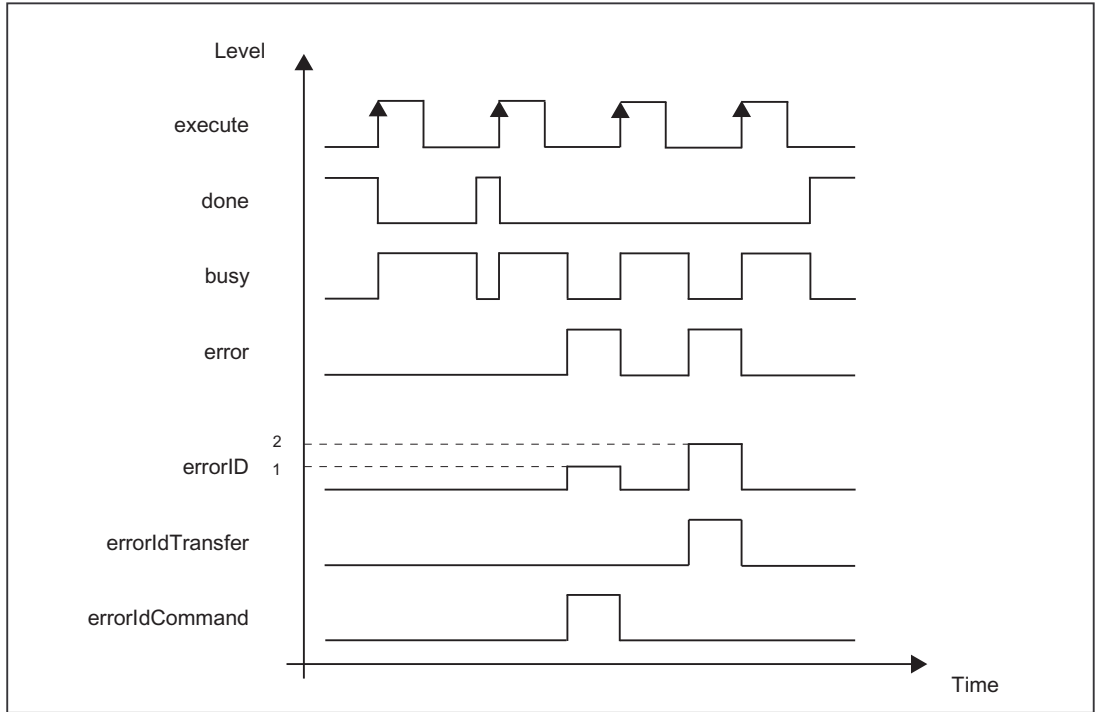 Level
execute
done
busy
error
2
errorID
1
errorIdTransfer
errorIdCommand
Time